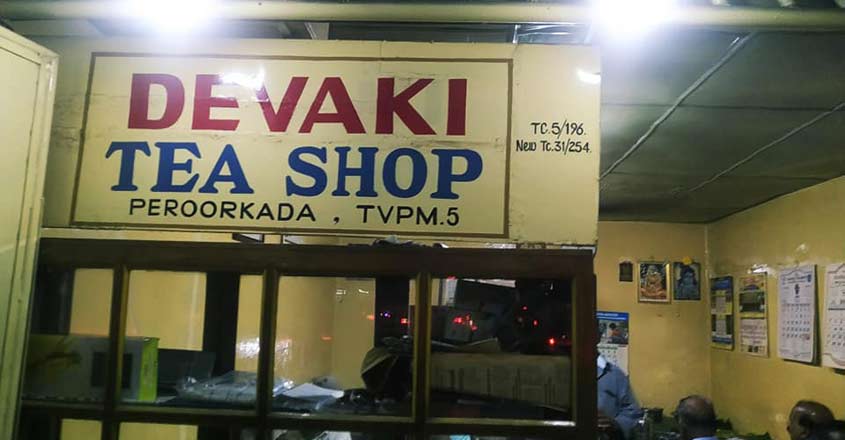 DEVAKI
TEA SHOP
PEROORKADA , TVPM.5
TC.5/196.
New Tc.31/254.